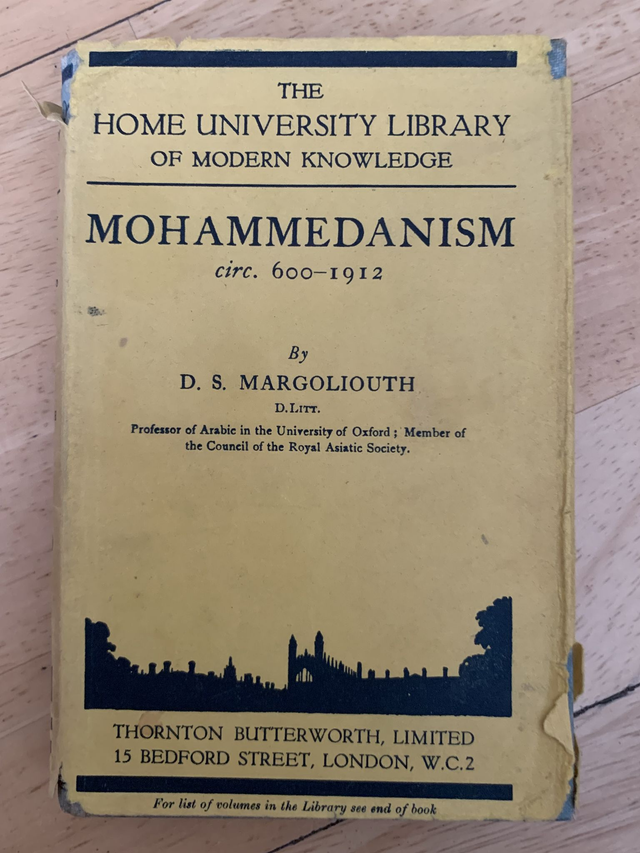 THE
HOME UNIVERSITY LIBRARY
OF MODERN KNOWLEDGE
MOHAMMEDANISM
circ. 600–1912
By
D. S. MARGOLIOUTH
D.LITT.
Professor of Arabic in the University of Oxford; Member of
the Council of the Royal Asiatic Society.
THORNTON BUTTERWORTH, LIMITED
15 BEDFORD STREET, LONDON, W.C.2
For list of volumes in the Library see end of book